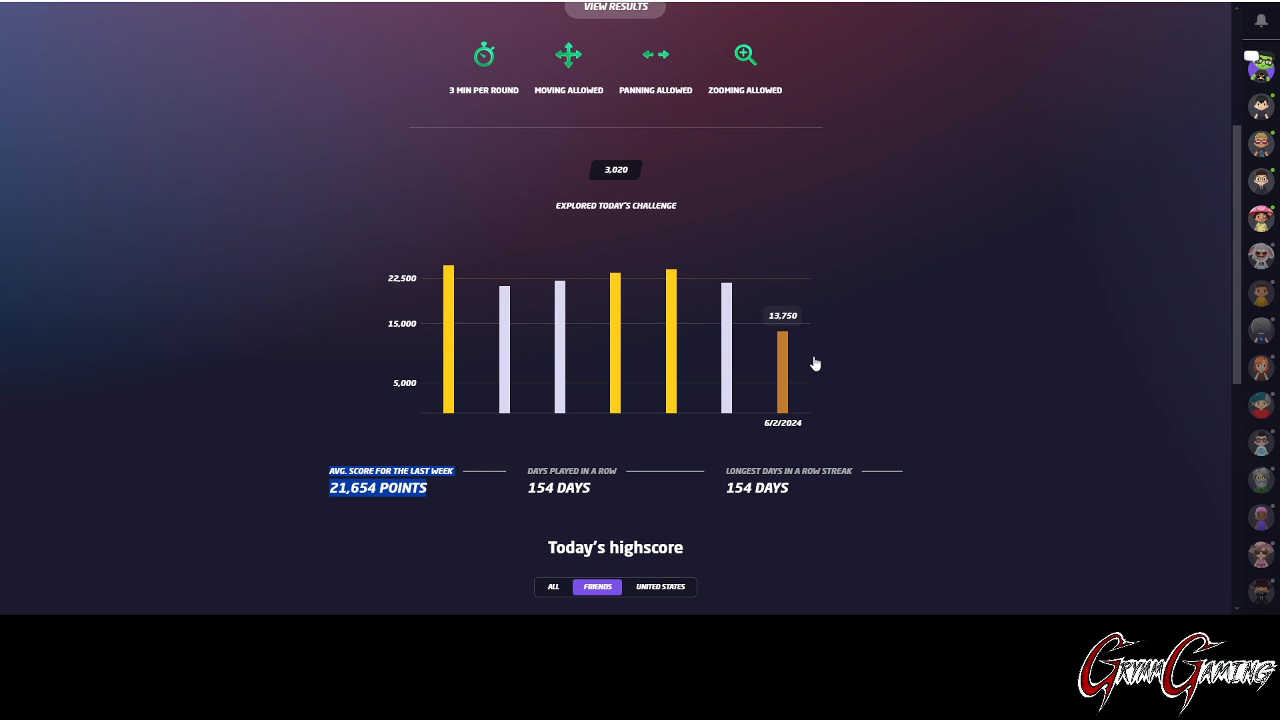 VIEW RESULTS
3 MIN PER ROUND
MOVING ALLOWED
PANNING ALLOWED
ZOOMING ALLOWED
3,020
EXPLORED TODAY'S CHALLENGE
22,500
15,000
5,000
13,750
6/2/2024
AVG. SCORE FOR THE LAST WEEK
21,654 POINTS
DAYS PLAYED IN A ROW
154 DAYS
LONGEST DAYS IN A ROW STREAK
154 DAYS
Today's highscore
ALL
FRIENDS
UNITED STATES
GRIMM GAMING